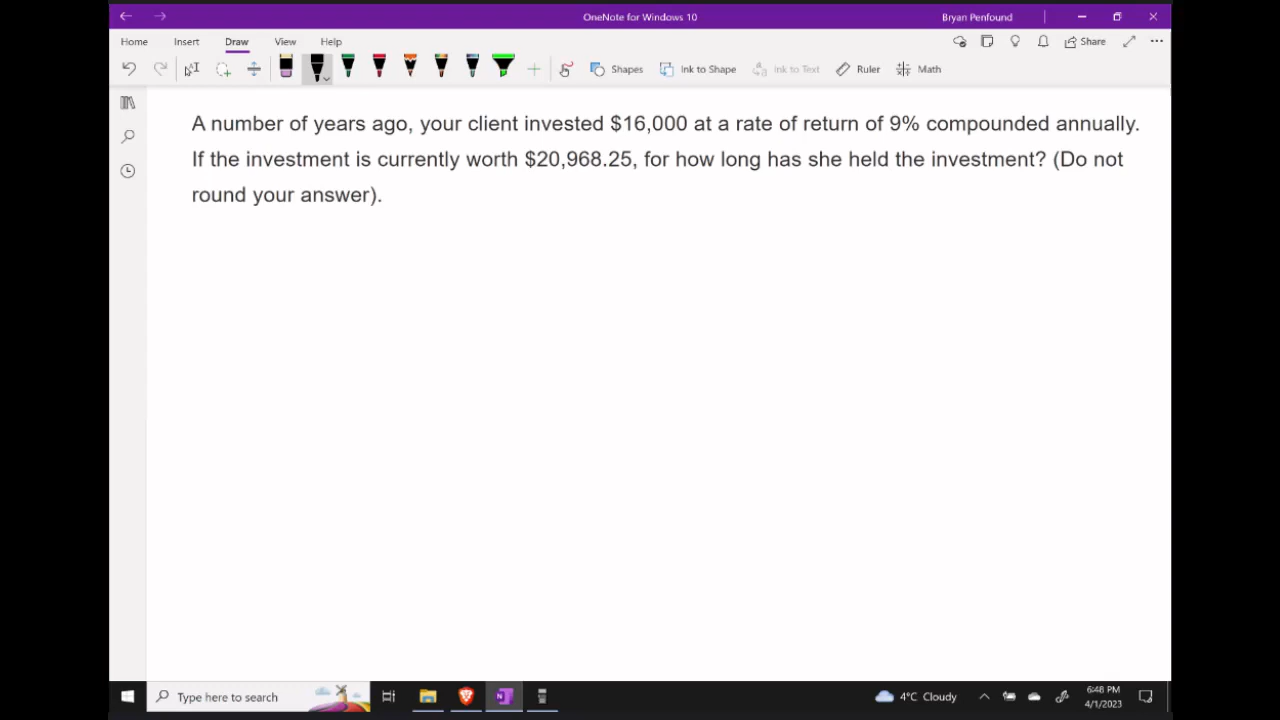 OneNote for Windows 10
Bryan Penfound
Home Insert Draw View Help
Share
Shapes Ink to Shape Ink to Text Ruler Math
A number of years ago, your client invested $16,000 at a rate of return of 9% compounded annually.
If the investment is currently worth $20,968.25, for how long has she held the investment? (Do not
round your answer).
Type here to search
4°C Cloudy
6:48 PM
4/1/2023